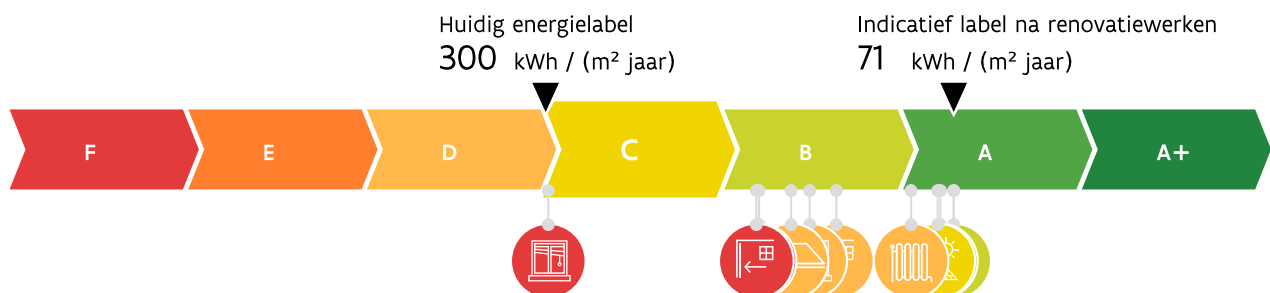 Huidig energielabel
300 kWh / (m² jaar)
Indicatief label na renovatiewerken
71 kWh / (m² jaar)
F
E
D
C
B
A
A+